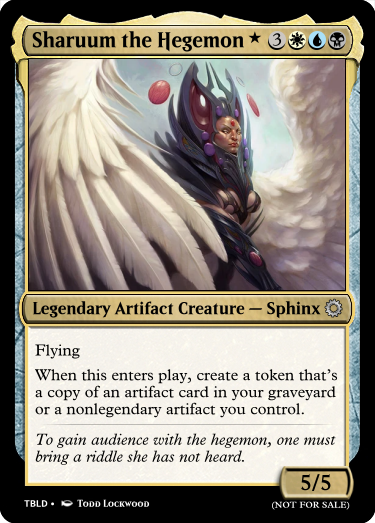 Sharuum the Hegemon ★ 3
Legendary Artifact Creature — Sphinx
Flying
When this enters play, create a token that's
a copy of an artifact card in your graveyard
or a nonlegendary artifact you control.
To gain audience with the hegemon, one must
bring a riddle she has not heard.
5/5
TBLD • Todd Lockwood
(NOT FOR SALE)